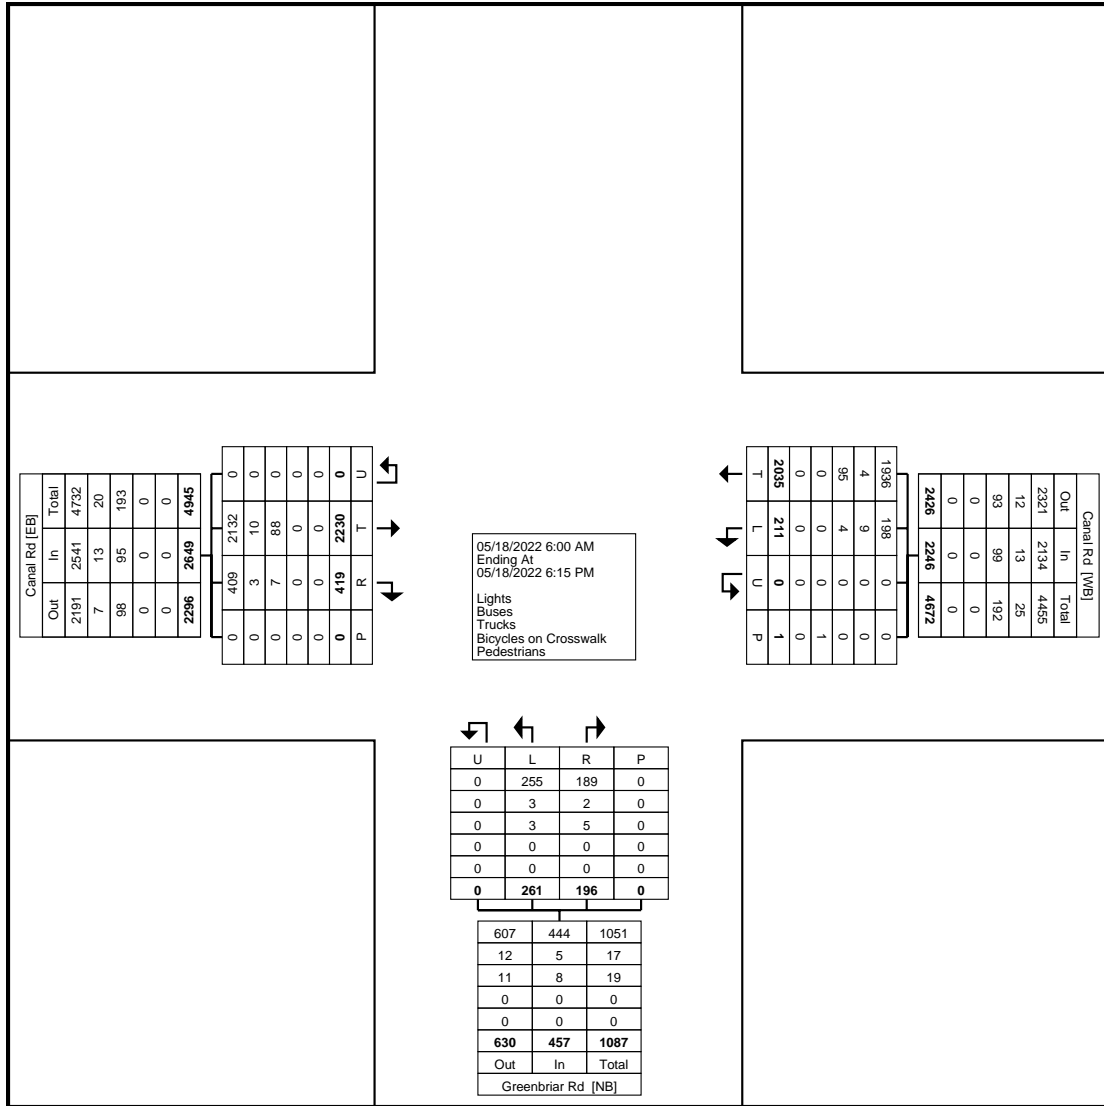 Canal Rd [EB]
Total 4732 20 193 0 0 4945
In 2541 13 95 0 0 2649
Out 2191 7 98 0 0 2296
0 0 0 0 0 0 U
2132 10 88 0 0 2230 T
409 3 7 0 0 419 R
0 0 0 0 0 0 P
05/18/2022 6:00 AM
Ending At
05/18/2022 6:15 PM
Lights
Buses
Trucks
Bicycles on Crosswalk
Pedestrians
Canal Rd [WB]
Out 2321 12 93 0 0 2426
In 2134 13 99 0 0 2246
Total 4455 25 192 0 0 4672
1936 4 95 0 0 2035 T
198 9 4 0 0 211 L
0 0 0 0 0 0 U
0 0 0 1 0 1 P
U L R P
0 255 189 0
0 3 2 0
0 3 5 0
0 0 0 0
0 0 0 0
0 261 196 0
607 444 1051
12 5 17
11 8 19
0 0 0
0 0 0
630 457 1087
Out In Total
Greenbriar Rd [NB]